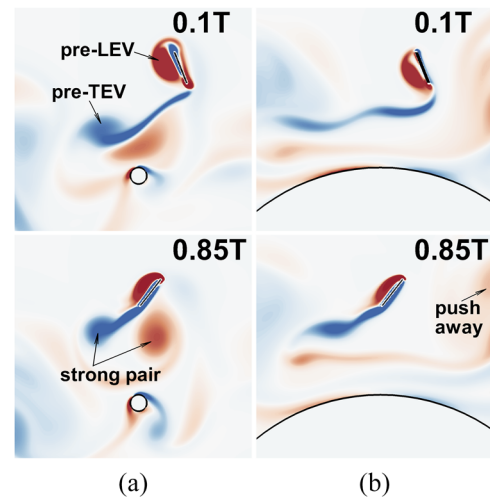 0.1T
pre-LEV
pre-TEV
0.1T
0.85T
strong pair
0.85T
push
away
(a)
(b)